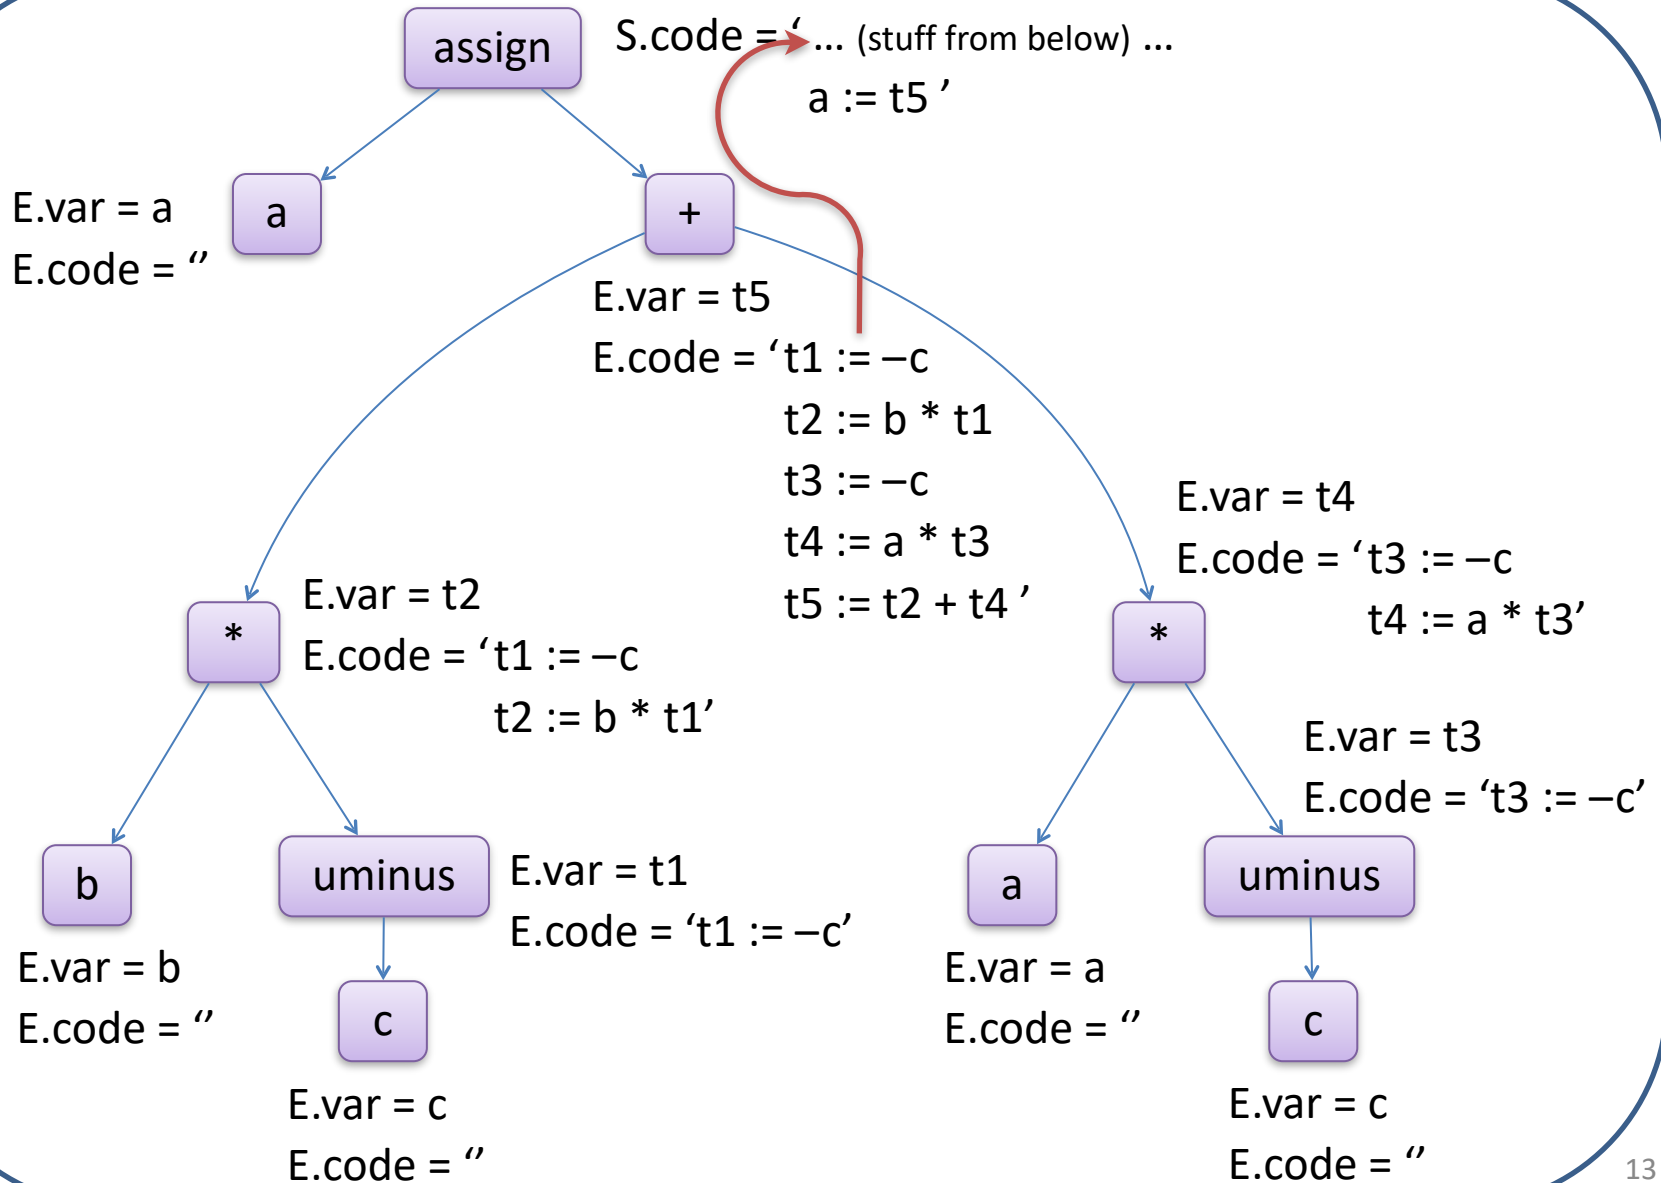 assign
S.code = ‘ ... (stuff from below) ...
a := t5 ’
E.var = a
E.code = ‘’
a
+
E.var = t5
E.code = ‘t1 := –c
t2 := b * t1
t3 := –c
t4 := a * t3
t5 := t2 + t4 ’
E.var = t4
E.code = ‘t3 := –c
t4 := a * t3’
*
E.var = t2
E.code = ‘t1 := –c
t2 := b * t1’
*
E.var = t3
E.code = ‘t3 := –c’
b
uminus
E.var = t1
E.code = ‘t1 := –c’
a
uminus
E.var = b
E.code = ‘’
c
E.var = a
E.code = ‘’
c
E.var = c
E.code = ‘’
E.var = c
E.code = ‘’
13